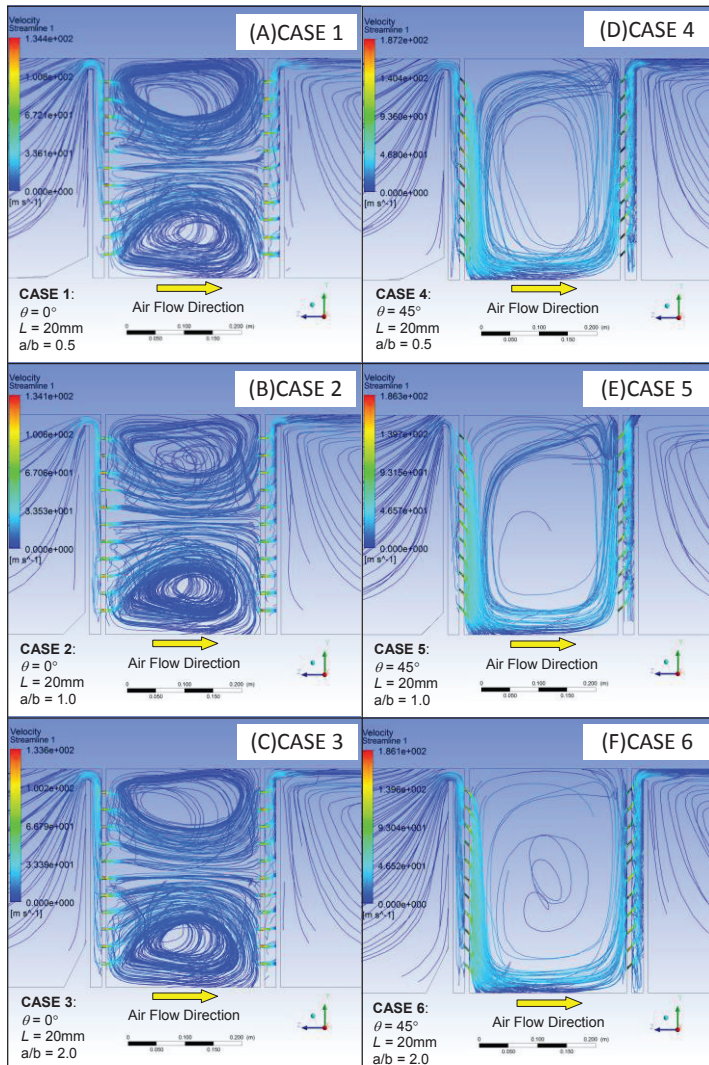 (A)CASE 1
Velocity
Streamline 1
1.344e+002
1.008e+002
6.721e+001
3.361e+001
0.000e+000
[m s^-1]
CASE 1:
θ = 0°
L = 20mm
a/b = 0.5
Air Flow Direction
0
0.100
0.200 (m)
0.050
0.150
(D)CASE 4
Velocity
Streamline 1
1.872e+002
1.404e+002
9.360e+001
4.680e+001
0.000e+000
[m s^-1]
CASE 4:
θ = 45°
L = 20mm
a/b = 0.5
Air Flow Direction
0
0.100
0.200 (m)
0.050
0.150
(B)CASE 2
Velocity
Streamline 1
1.341e+002
1.006e+002
6.706e+001
3.353e+001
0.000e+000
[m s^-1]
CASE 2:
θ = 0°
L = 20mm
a/b = 1.0
Air Flow Direction
0
0.100
0.200 (m)
0.050
0.150
(E)CASE 5
Velocity
Streamline 1
1.863e+002
1.397e+002
9.315e+001
4.657e+001
0.000e+000
[m s^-1]
CASE 5:
θ = 45°
L = 20mm
a/b = 1.0
Air Flow Direction
0
0.100
0.200 (m)
0.050
0.150
(C)CASE 3
Velocity
Streamline 1
1.336e+002
1.002e+002
6.679e+001
3.339e+001
0.000e+000
[m s^-1]
CASE 3:
θ = 0°
L = 20mm
a/b = 2.0
Air Flow Direction
0
0.100
0.200 (m)
0.050
0.150
(F)CASE 6
Velocity
Streamline 1
1.861e+002
1.396e+002
9.304e+001
4.652e+001
0.000e+000
[m s^-1]
CASE 6:
θ = 45°
L = 20mm
a/b = 2.0
Air Flow Direction
0
0.100
0.200 (m)
0.050
0.150